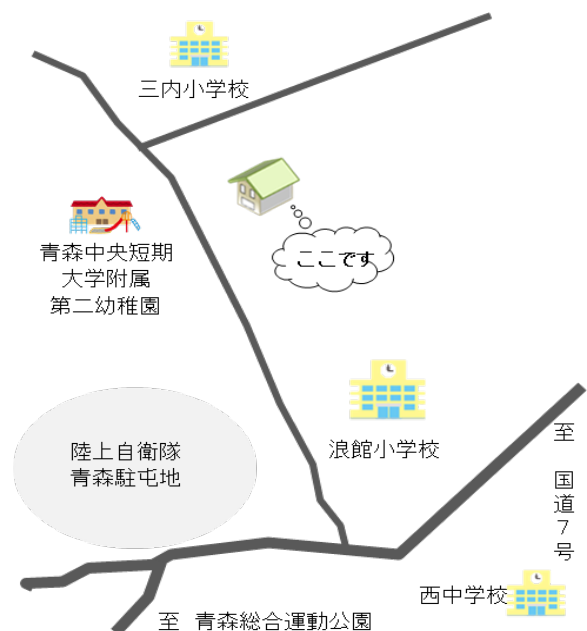 三内小学校
青森中央短期
大学附属
第二幼稚園
ここです
陸上自衛隊
青森駐屯地
浪館小学校
至 国道7号
西中学校
至 青森総合運動公園